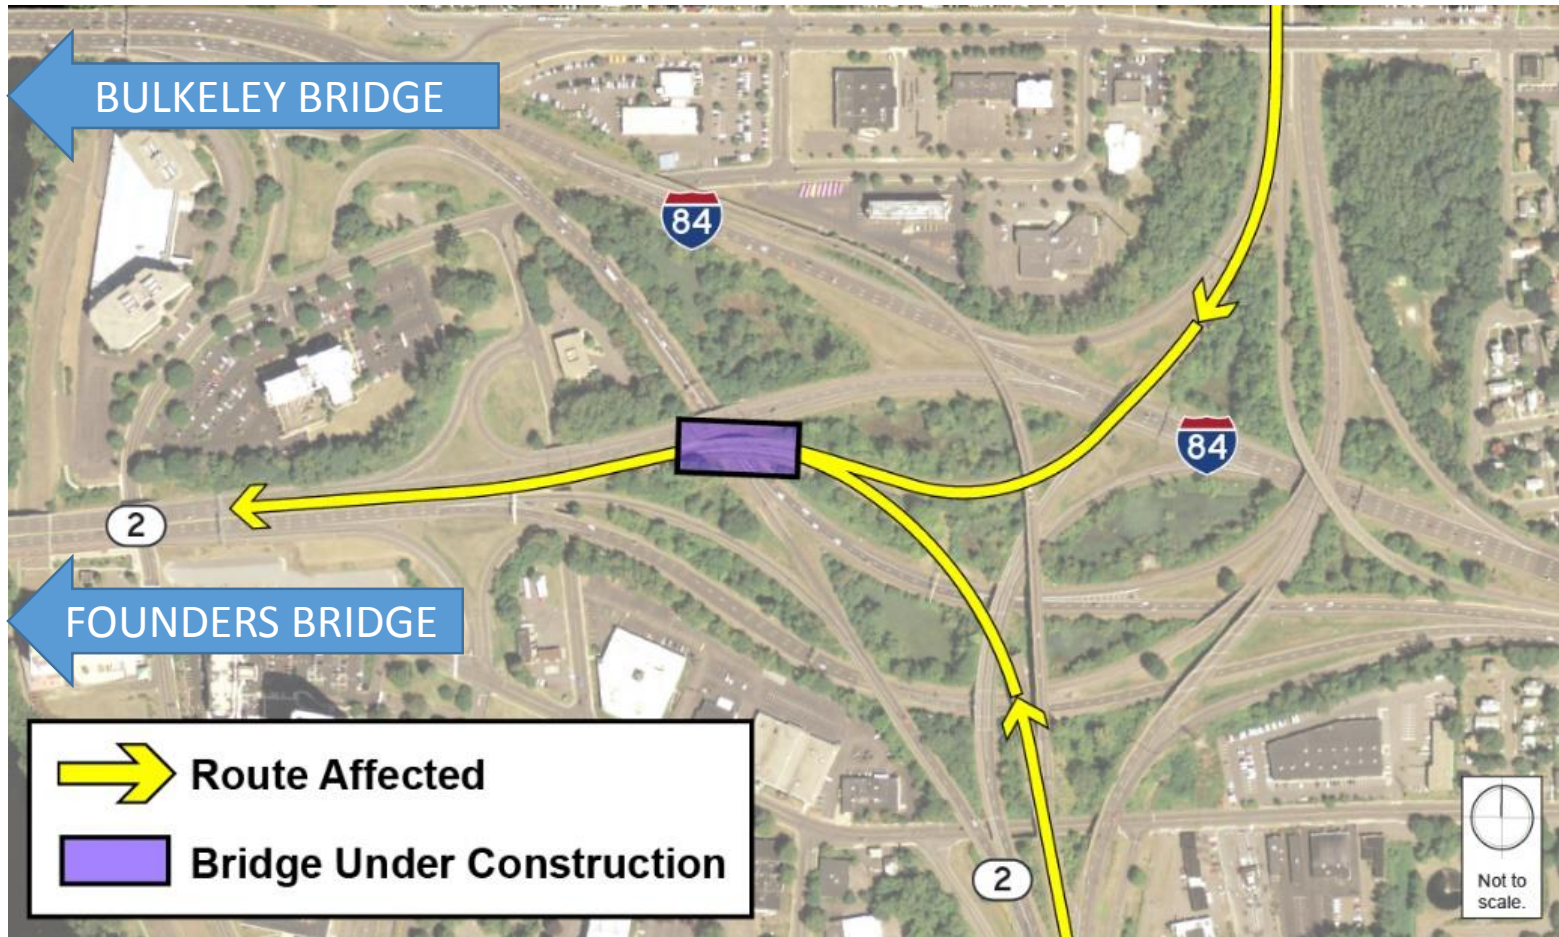 BULKELEY BRIDGE
84
84
2
FOUNDERS BRIDGE
Route Affected
Bridge Under Construction
2
Not to
scale.